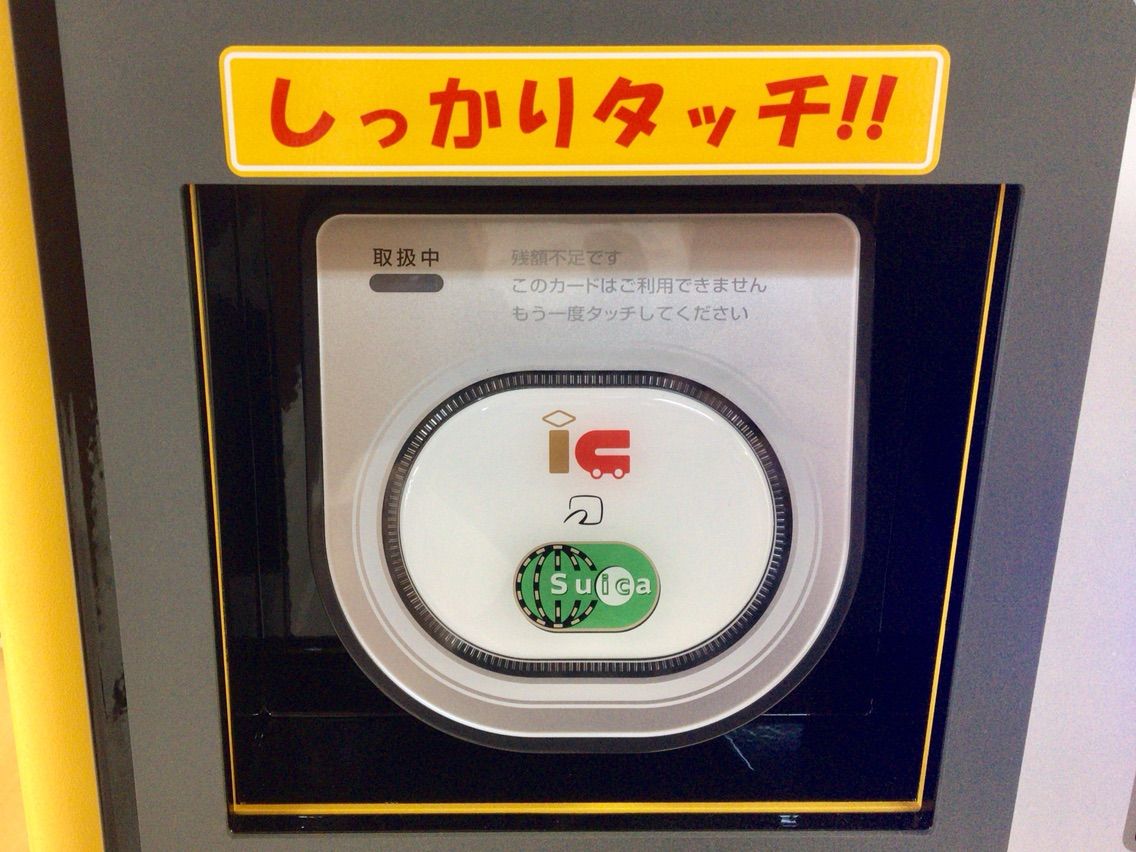 しっかりタッチ!!
取扱中
残額不足です
このカードはご利用できません
もう一度タッチしてください
IC
Suica